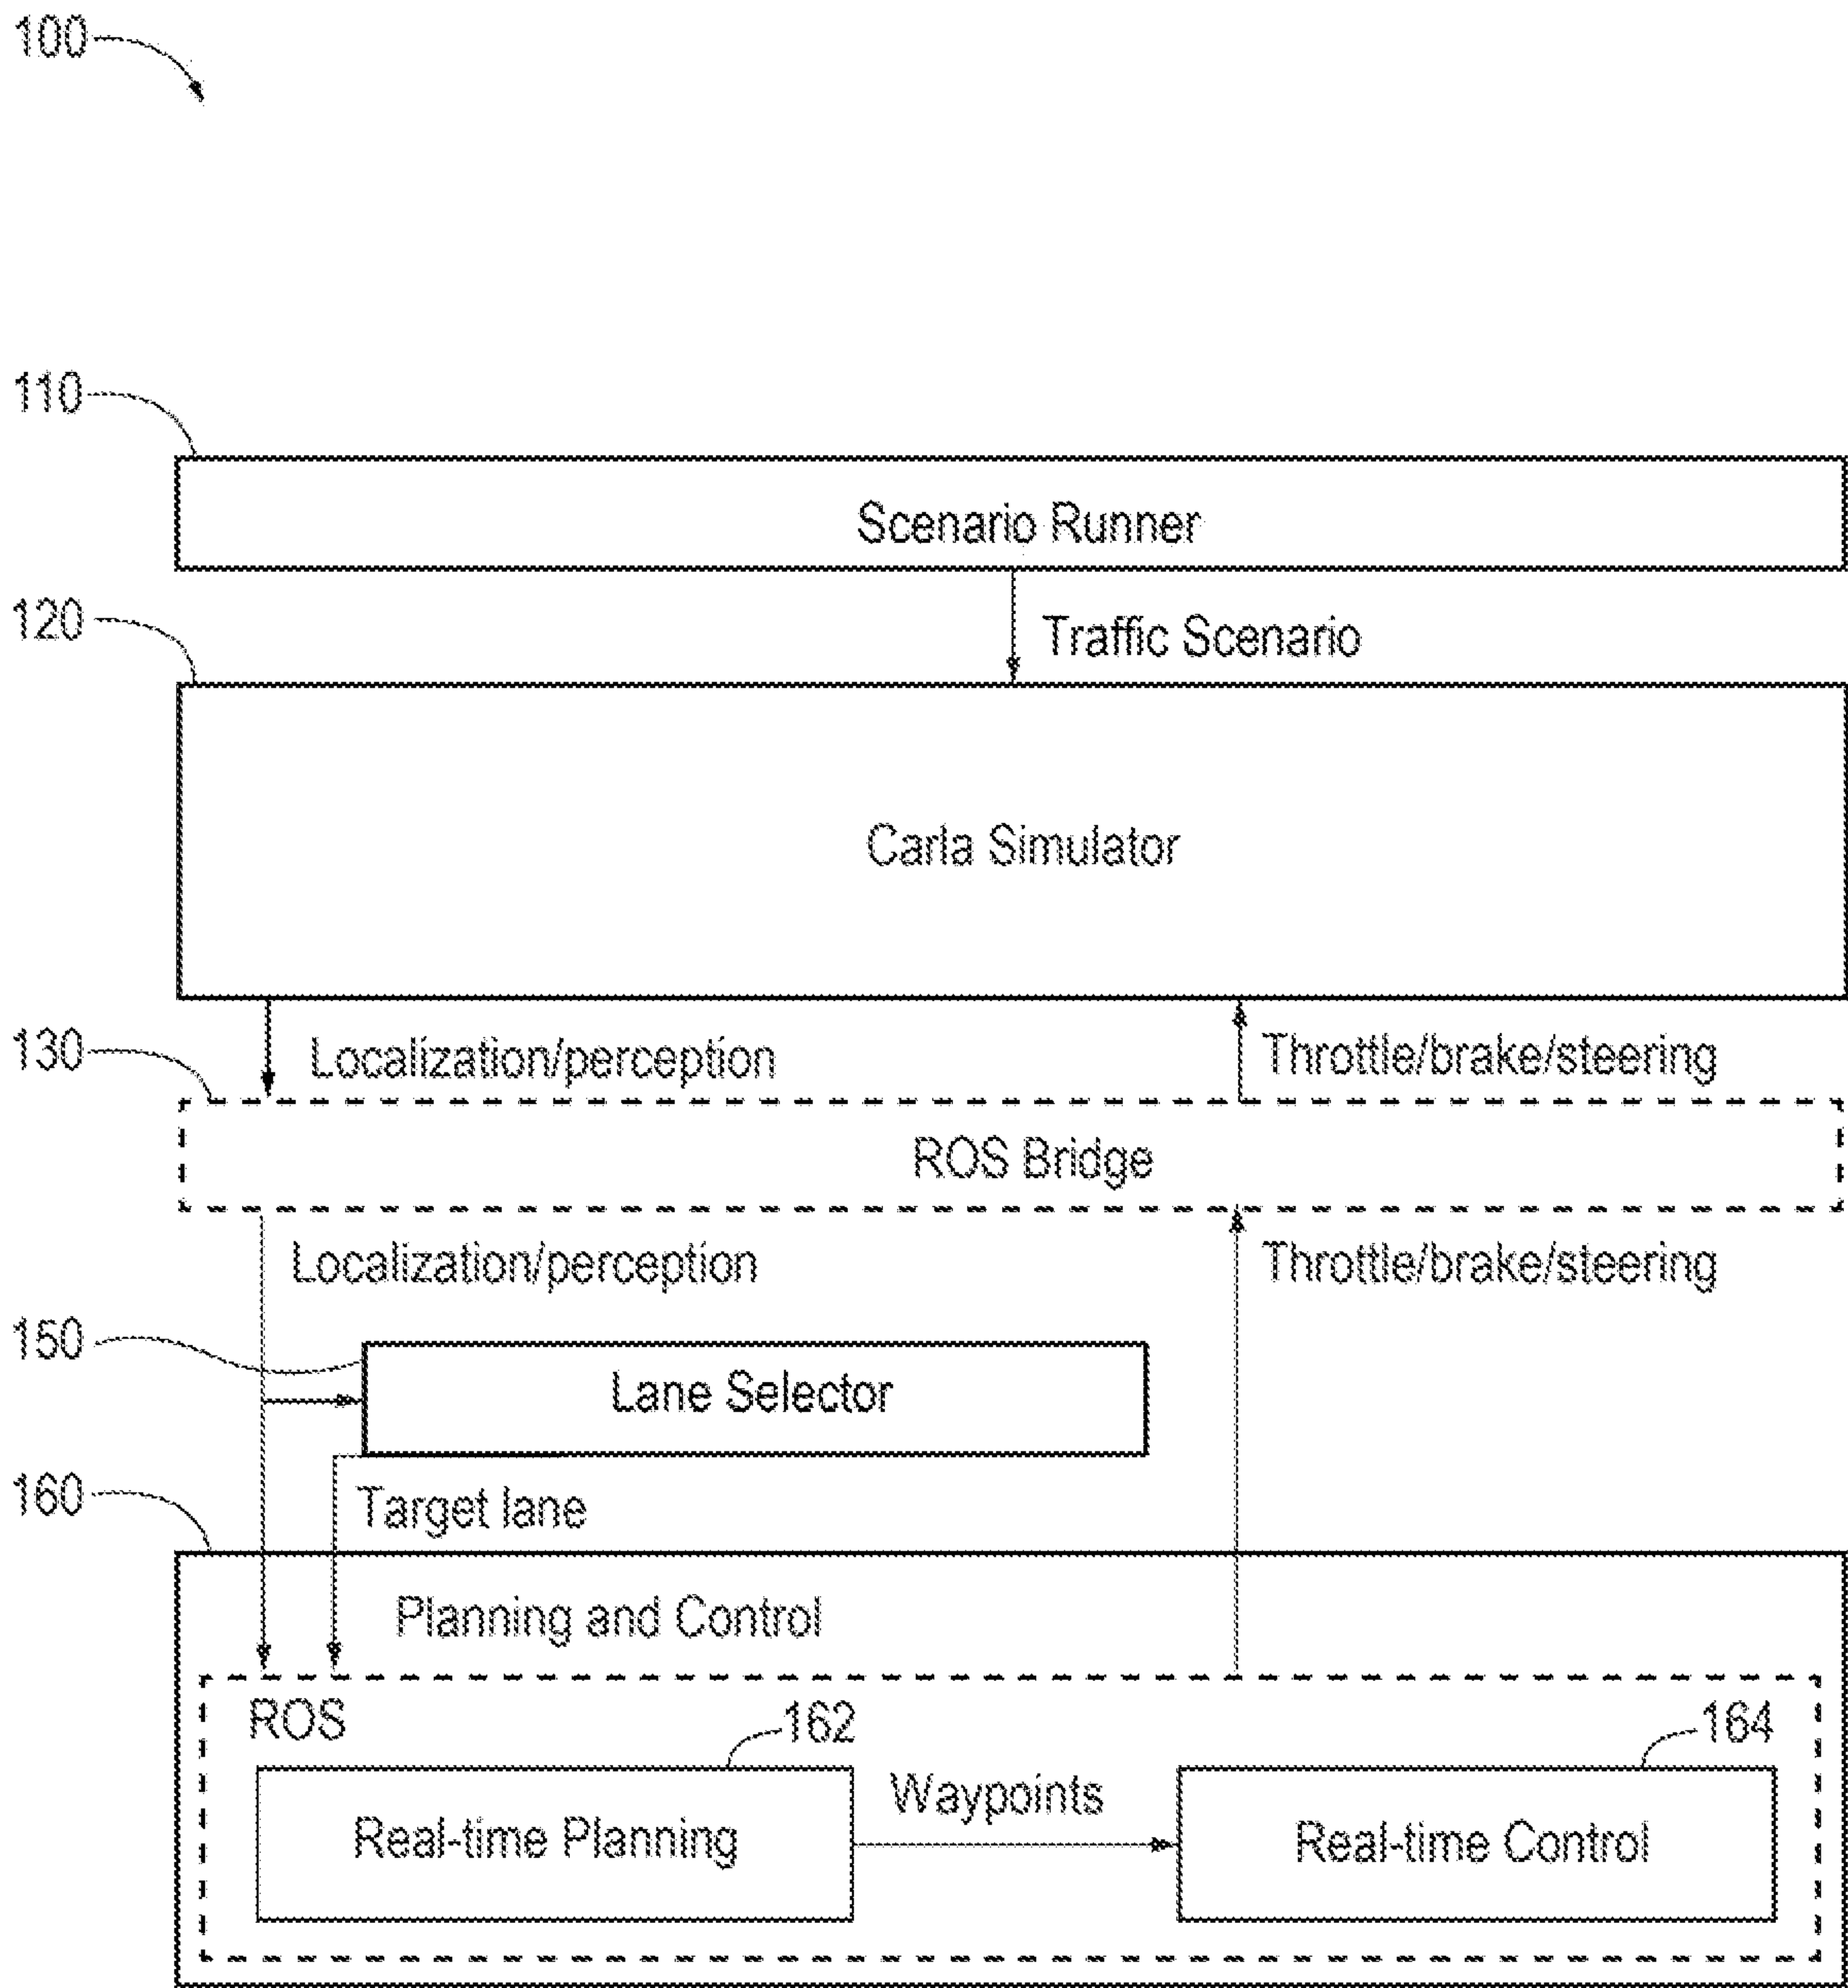 100
110
Scenario Runner
120
Traffic Scenario
Carla Simulator
130
Localization/perception
Throttle/brake/steering
ROS Bridge
Localization/perception
Throttle/brake/steering
150
Lane Selector
160
Target lane
Planning and Control
ROS
162
164
Waypoints
Real-time Planning
Real-time Control